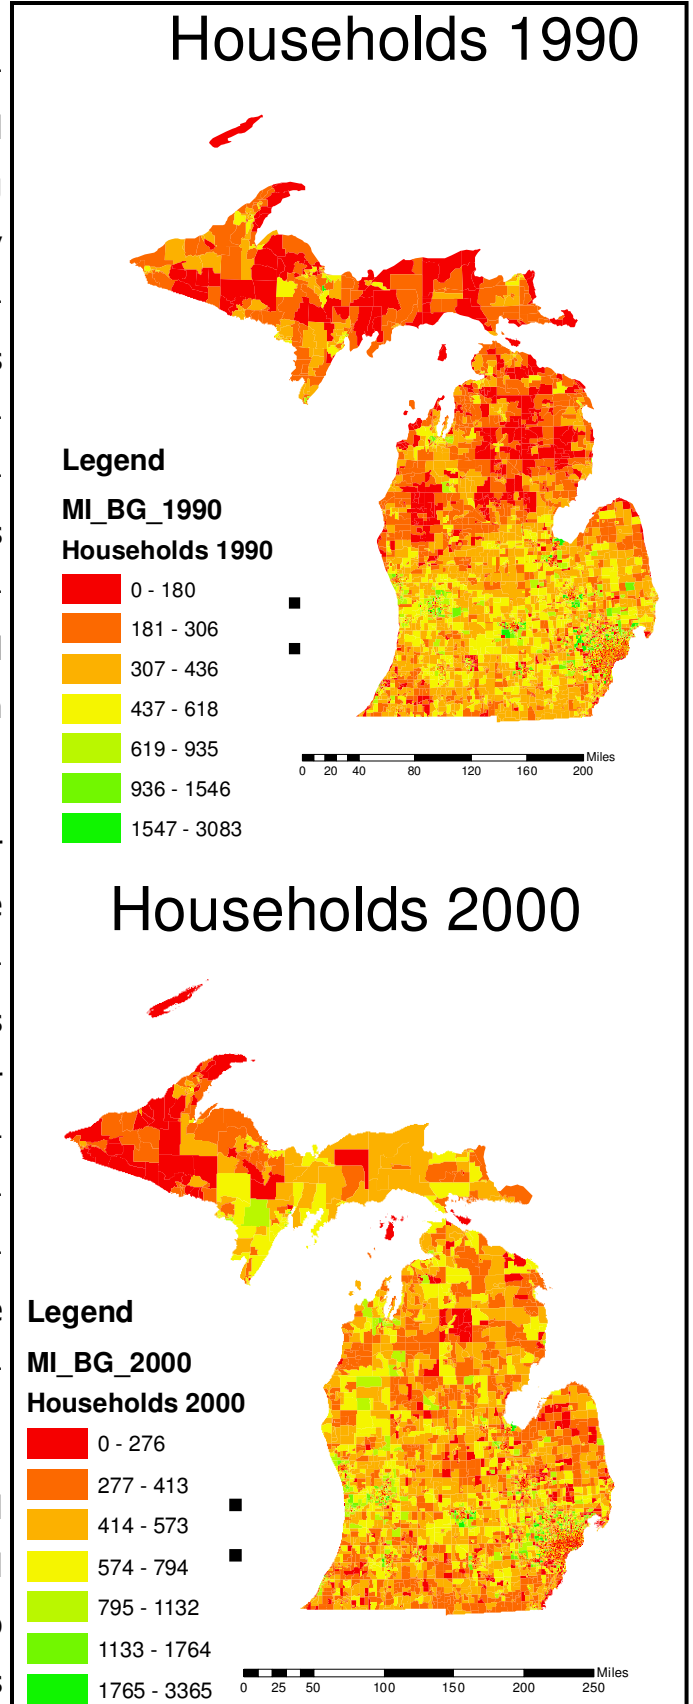 Households 1990
Legend
MI_BG_1990
Households 1990
0 - 180
181 - 306
307 - 436
437 - 618
619 - 935
936 - 1546
1547 - 3083
Miles
0 20 40 80 120 160 200
Households 2000
Legend
MI_BG_2000
Households 2000
0 - 276
277 - 413
414 - 573
574 - 794
795 - 1132
1133 - 1764
1765 - 3365
Miles
0 25 50 100 150 200 250